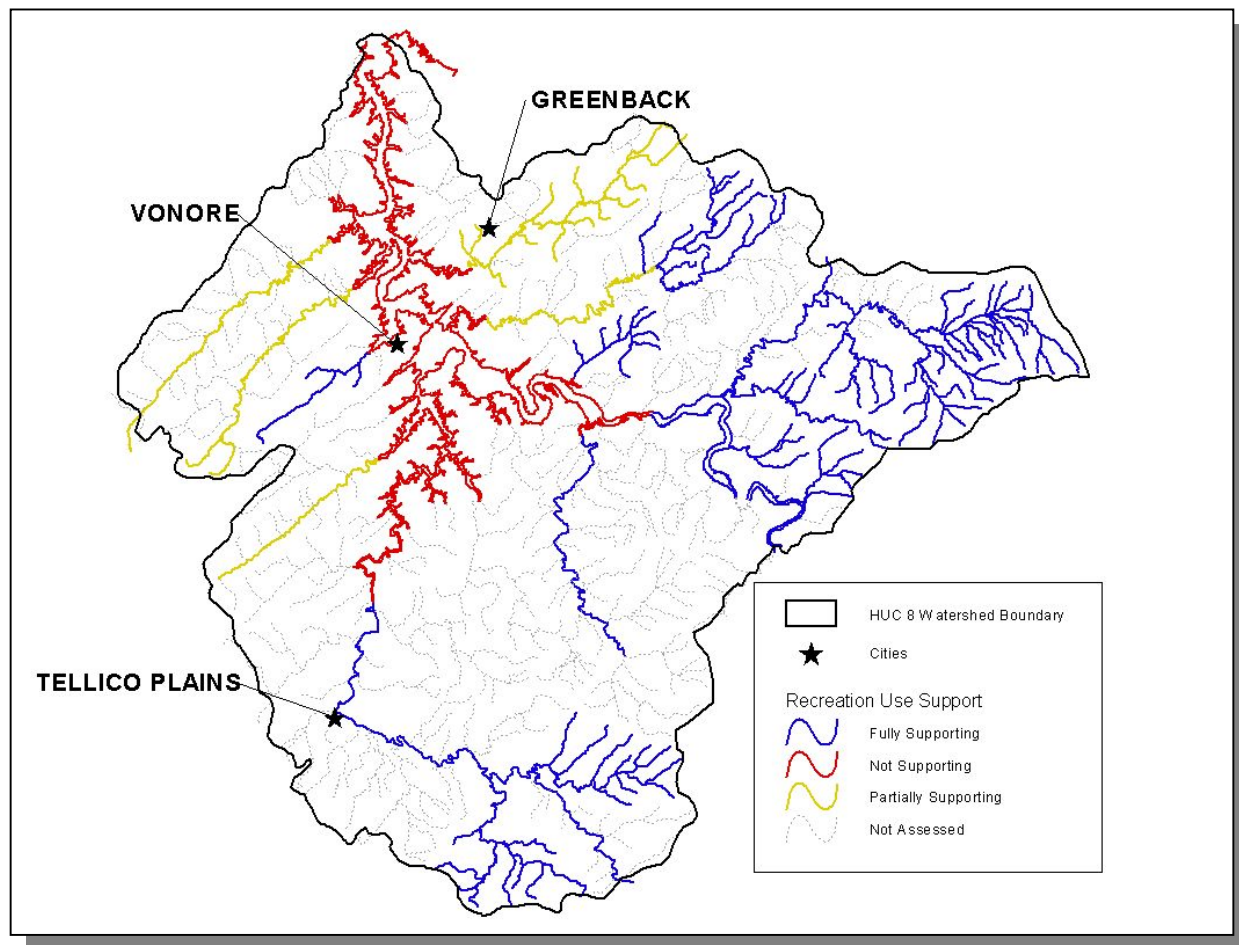 GREENBACK
VONORE
TELLICO PLAINS
HUC 8 Watershed Boundary
Cities
Recreation Use Support
Fully Supporting
Not Supporting
Partially Supporting
Not Assessed